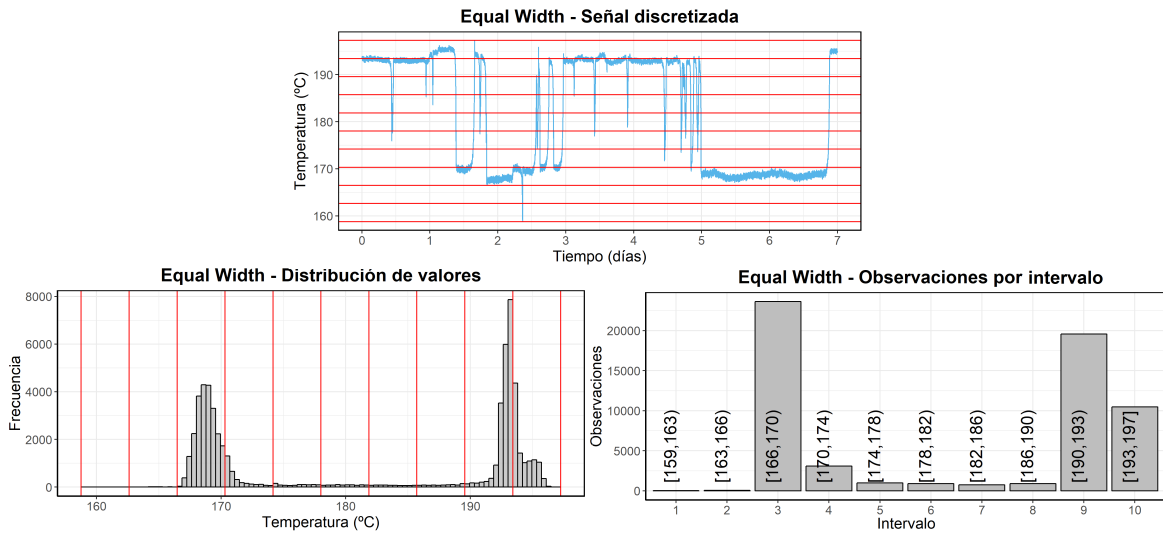 Equal Width - Señal discretizada
Temperatura (ºC)
190
180
170
160
0 1 2 3 4 5 6 7
Tiempo (días)
Equal Width - Distribución de valores
Frecuencia
8000
6000
4000
2000
0
160 170 180 190
Temperatura (ºC)
Equal Width - Observaciones por intervalo
Observaciones
20000
10000
5000
0
[159,163)
[163,166)
[166,170)
[170,174)
[174,178)
[178,182)
[182,186)
[186,190)
[190,193)
[193,197]
1 2 3 4 5 6 7 8 9 10
Intervalo